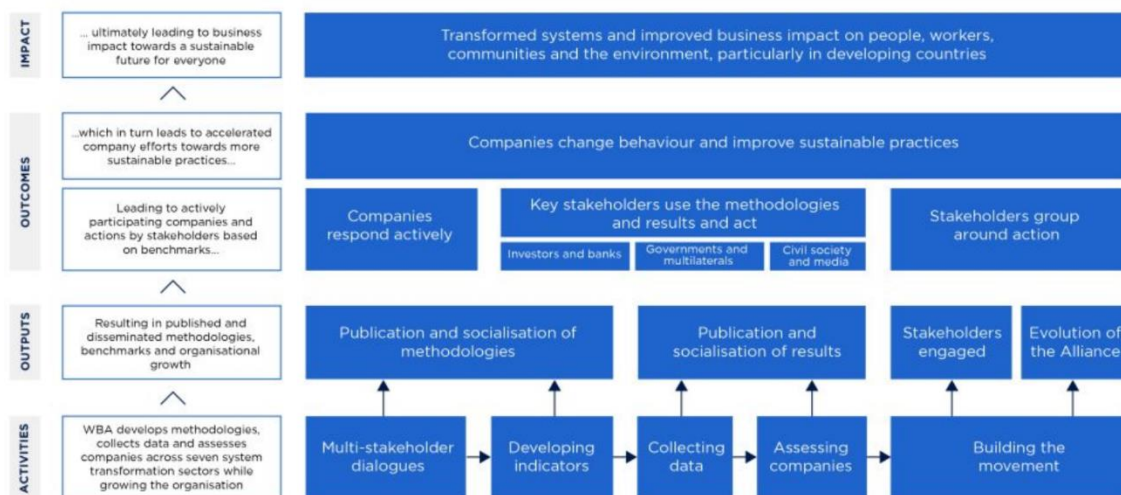 IMPACT
... ultimately leading to business
impact towards a sustainable
future for everyone
Transformed systems and improved business impact on people, workers,
communities and the environment, particularly in developing countries
OUTCOMES
...which in turn leads to accelerated
company efforts towards more
sustainable practices...
Companies change behaviour and improve sustainable practices
Leading to actively
participating companies and
actions by stakeholders based
on benchmarks...
Companies
respond actively
Key stakeholders use the methodologies
and results and act
Investors and banks
Governments and
multilaterals
Civil society
and media
Stakeholders group
around action
OUTPUTS
Resulting in published and
disseminated methodologies,
benchmarks and organisational
growth
Publication and socialisation of
methodologies
Publication and
socialisation of results
Stakeholders
engaged
Evolution of
the Alliance
ACTIVITIES
WBA develops methodologies,
collects data and assesses
companies across seven system
transformation sectors while
growing the organisation
Multi-stakeholder
dialogues
Developing
indicators
Collecting
data
Assessing
companies
Building the
movement